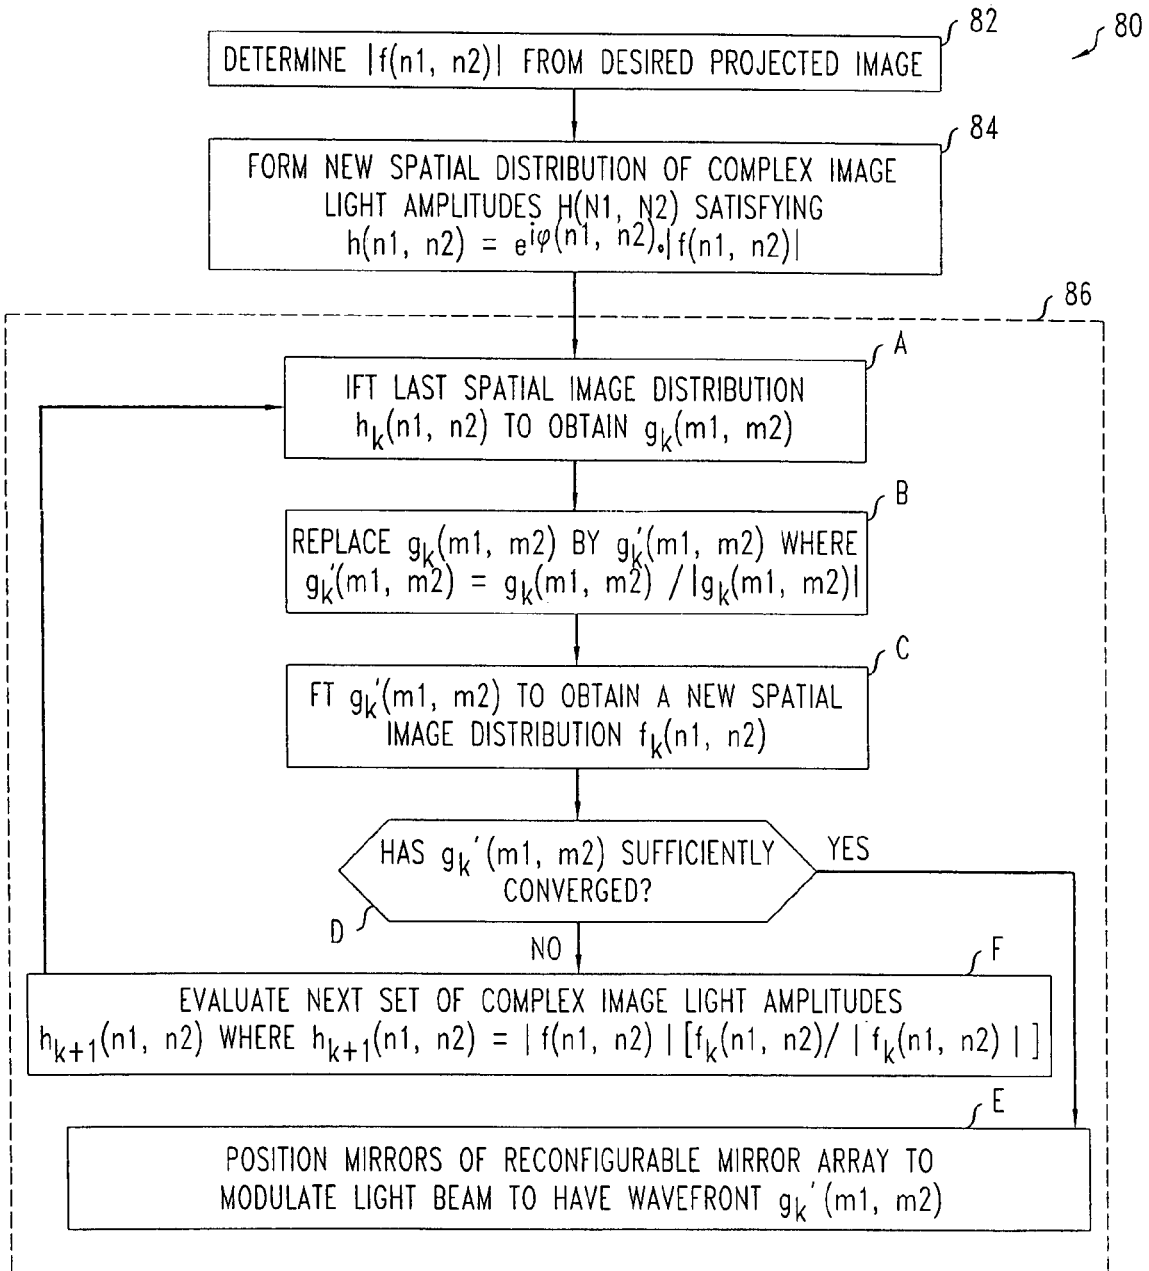 82
80
DETERMINE |f(n1, n2)| FROM DESIRED PROJECTED IMAGE
84
FORM NEW SPATIAL DISTRIBUTION OF COMPLEX IMAGE
LIGHT AMPLITUDES H(N1, N2) SATISFYING
h(n1, n2) = e^iφ(n1, n2).|f(n1, n2)|
86
A
IFT LAST SPATIAL IMAGE DISTRIBUTION
h_k(n1, n2) TO OBTAIN g_k(m1, m2)
B
REPLACE g_k(m1, m2) BY g_k'(m1, m2) WHERE
g_k'(m1, m2) = g_k(m1, m2) / |g_k(m1, m2)|
C
FT g_k'(m1, m2) TO OBTAIN A NEW SPATIAL
IMAGE DISTRIBUTION f_k(n1, n2)
HAS g_k'(m1, m2) SUFFICIENTLY
CONVERGED?
YES
D
NO
F
EVALUATE NEXT SET OF COMPLEX IMAGE LIGHT AMPLITUDES
h_k+1(n1, n2) WHERE h_k+1(n1, n2) = | f(n1, n2) | [f_k(n1, n2)/ | f_k(n1, n2) | ]
E
POSITION MIRRORS OF RECONFIGURABLE MIRROR ARRAY TO
MODULATE LIGHT BEAM TO HAVE WAVEFRONT g_k'(m1, m2)